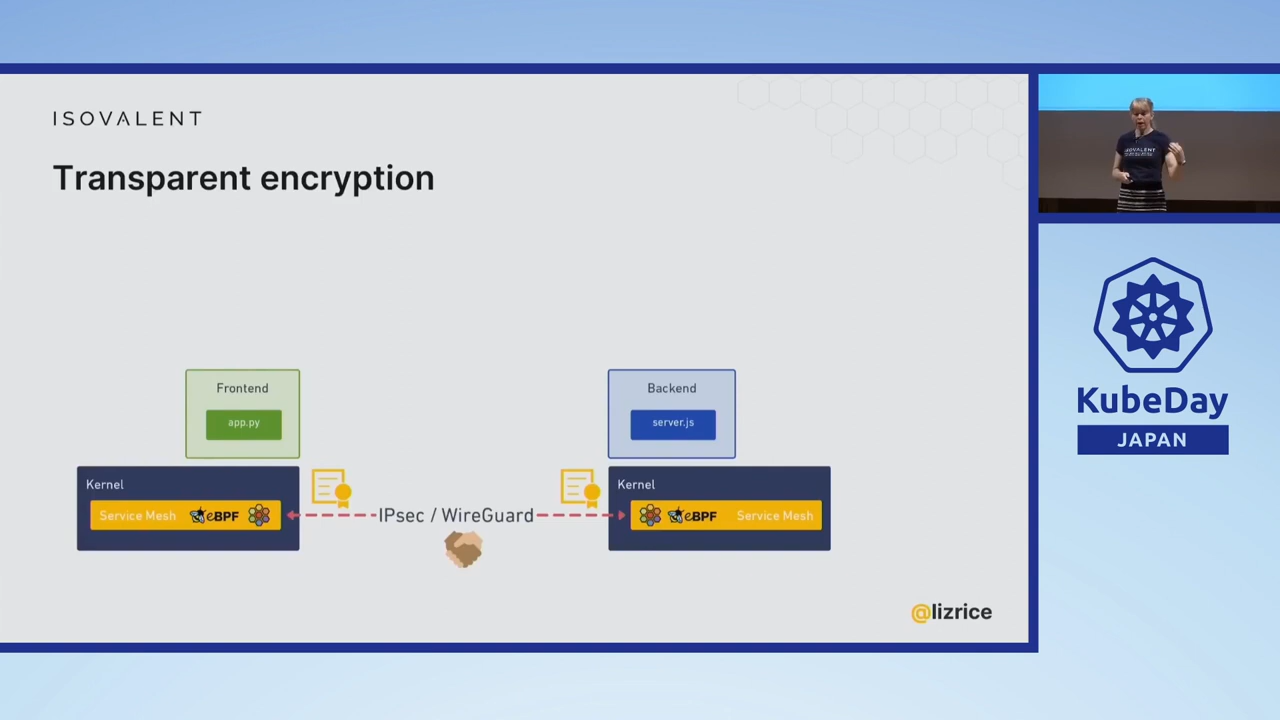 ISOVALENT
Transparent encryption
Frontend
app.py
Backend
server.js
Kernel
Service Mesh eBPF
IPsec / WireGuard
Kernel
eBPF Service Mesh
@lizrice
ISOVALENT
KubeDay
JAPAN